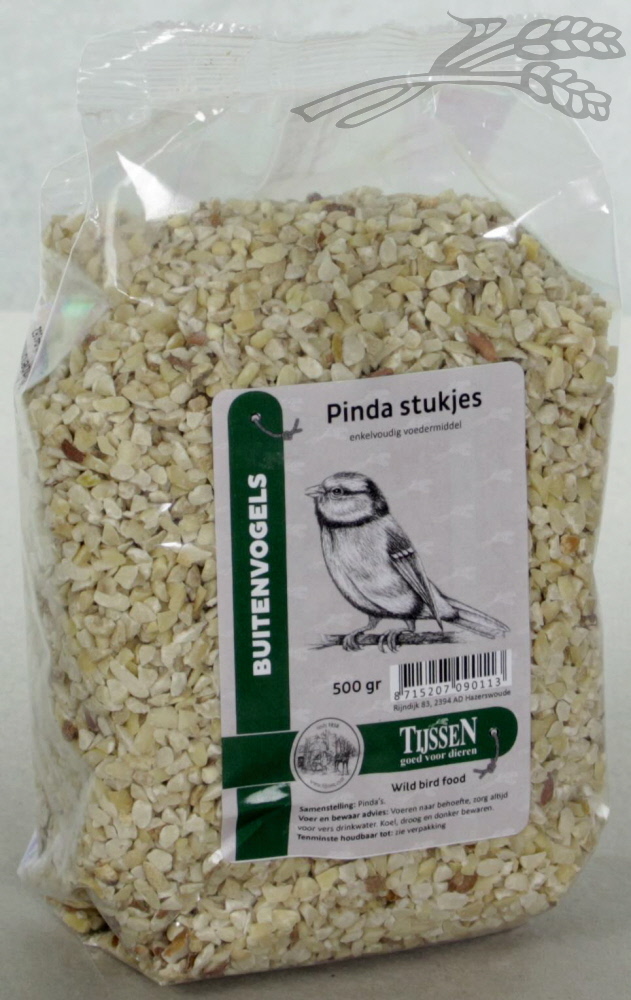 Pinda stukjes
enkelvoudig voedermiddel
BUITENVOGELS
500 gr
8 715207 090113
Rijndijk 83, 2394 AD Hazerswoude
TIJSSEN
goed voor dieren
Wild bird food
Samenstelling: Pinda's.
Voer en bewaar advies: Voeren naar behoefte, zorg altijd
voor vers drinkwater. Koel, droog en donker bewaren.
Tenminste houdbaar tot: zie verpakking